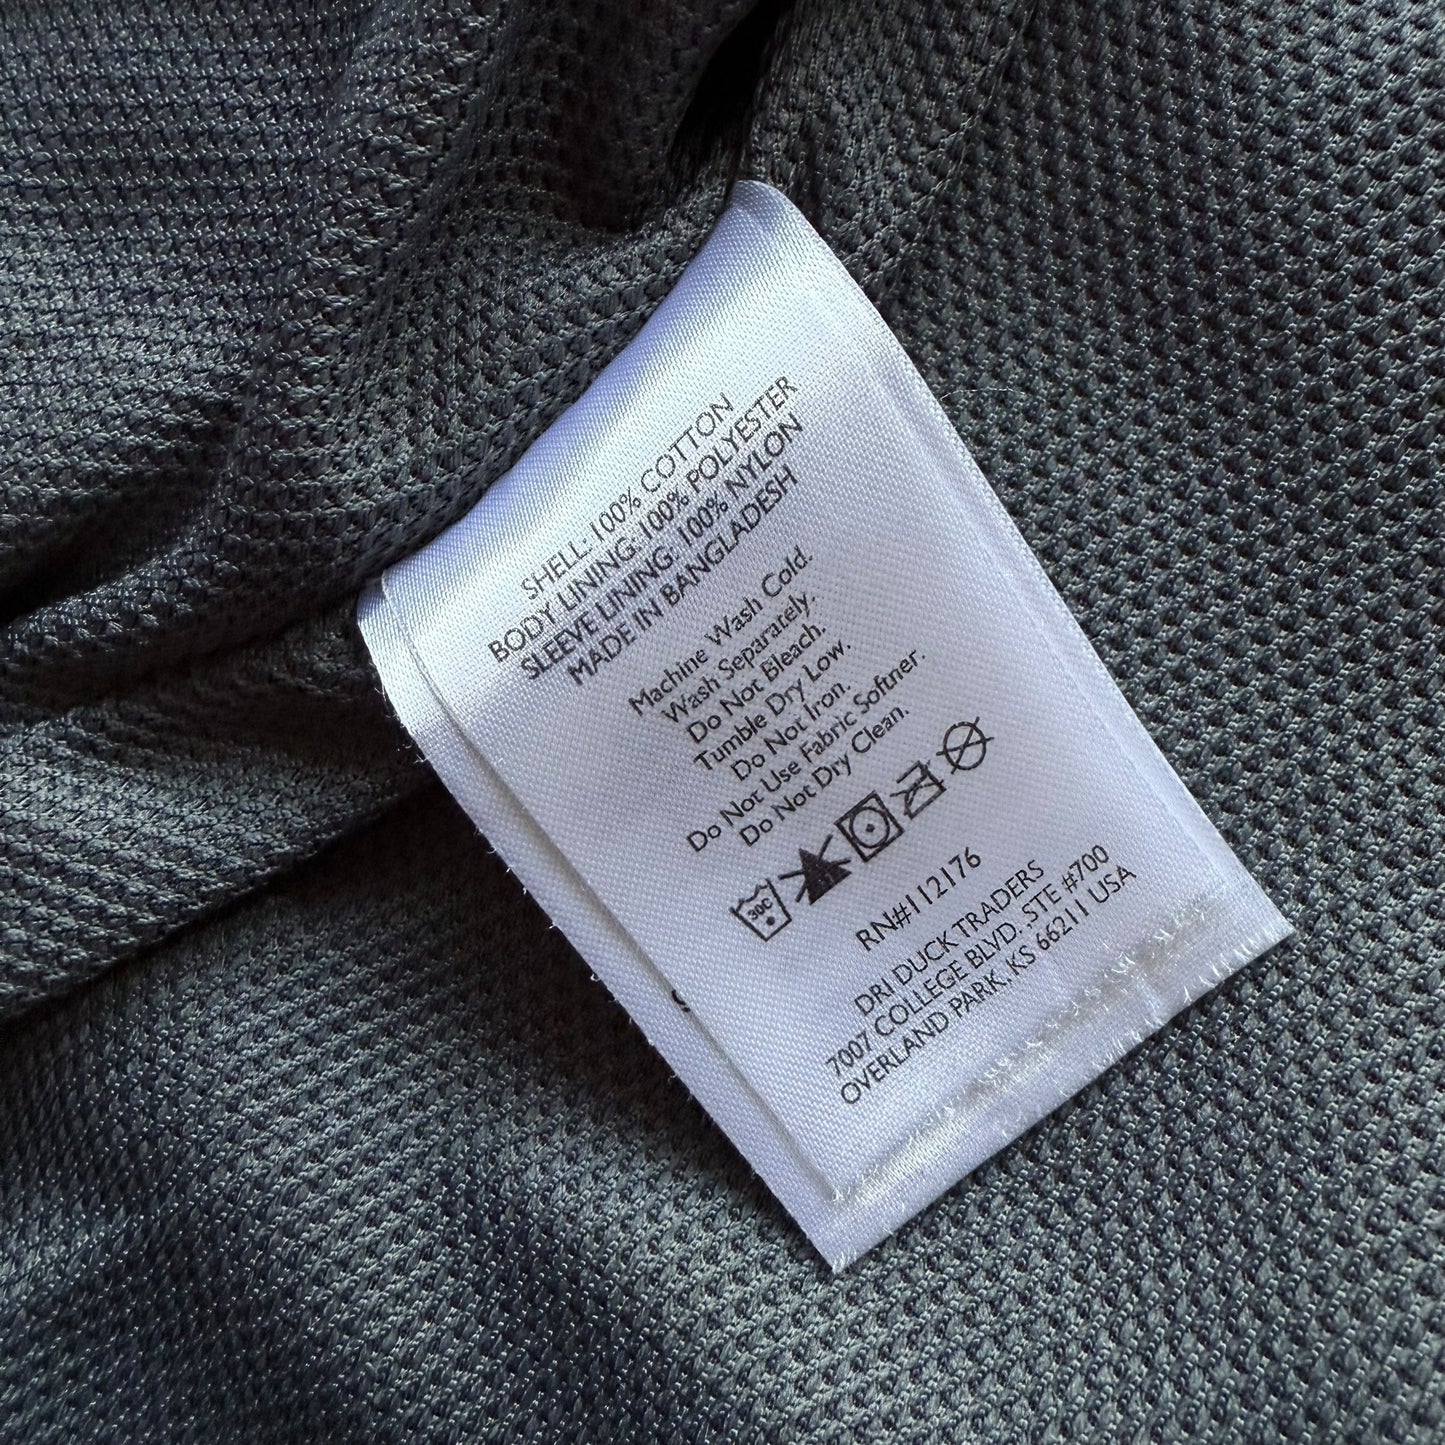 SHELL: 100% COTTON
BODY LINING: 100% POLYESTER
SLEEVE LINING: 100% NYLON
MADE IN BANGLADESH
Machine Wash Cold.
Wash Separarely.
Do Not Bleach.
Tumble Dry Low.
Do Not Iron.
Do Not Use Fabric Softner.
Do Not Dry Clean.
30C
RN#112176
DRI DUCK TRADERS
7007 COLLEGE BLVD. ,STE #700
OVERLAND PARK, KS 66211 USA